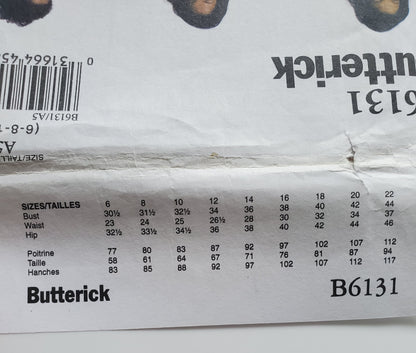 B6131
Butterick
0 31664 45
B6131/A5
(6-8-1
A5
SIZE/TAILL
SIZES/TAILLES 6 8 10 12 14 16 18 20 22
Bust 30½ 31½ 32½ 34 36 38 40 42 44
Waist 23 24 25 26½ 28 30 32 34 37
Hip 32½ 33½ 34½ 36 38 40 42 44 46
Poitrine 77 80 83 87 92 97 102 107 112
Taille 58 61 64 67 71 76 81 87 94
Hanches 83 85 88 92 97 102 107 112 117
Butterick B6131